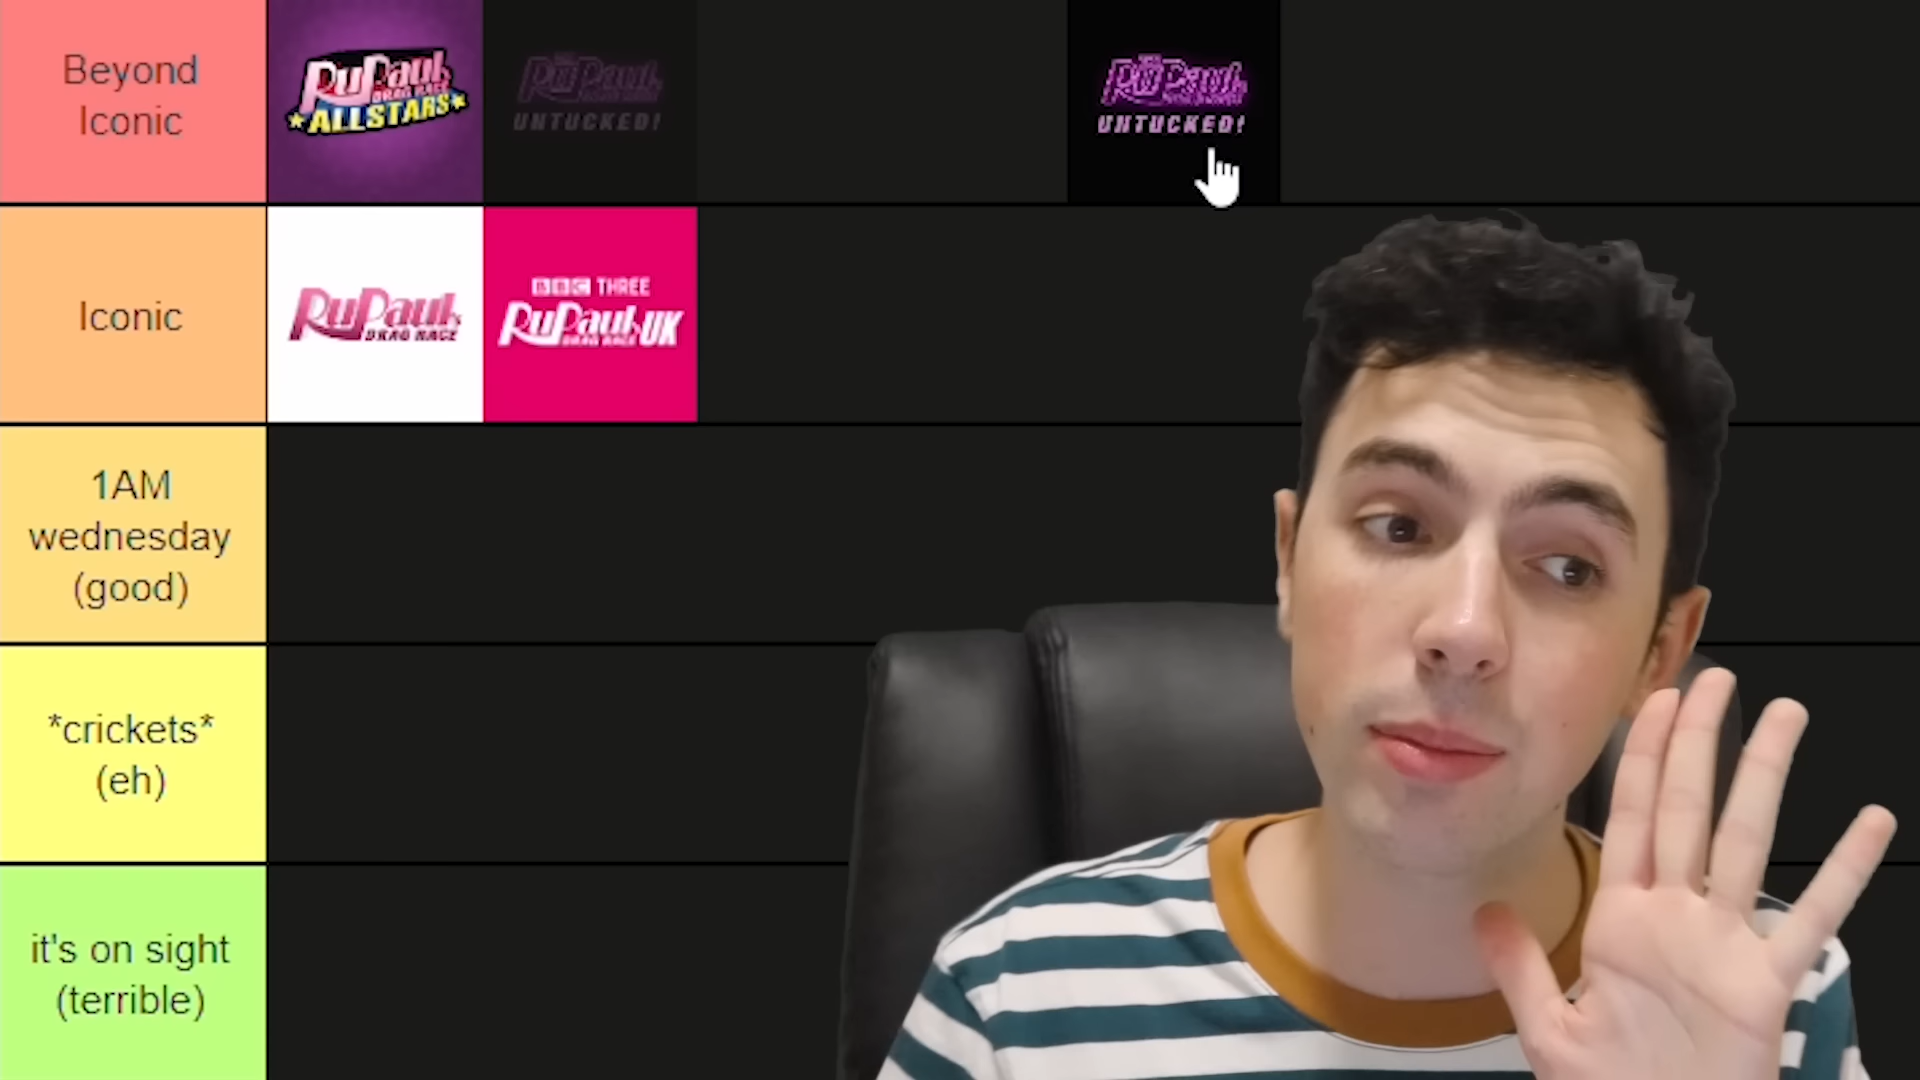 Beyond
Iconic
RuPaul's
DRAG RACE
*ALLSTARS*
RuPaul's
UNTUCKED!
RuPaul's
UNTUCKED!
Iconic
RuPaul's
DRAG RACE
BBC THREE
RuPaul's UK
DRAG RACE
1AM
wednesday
(good)
*crickets*
(eh)
it's on sight
(terrible)